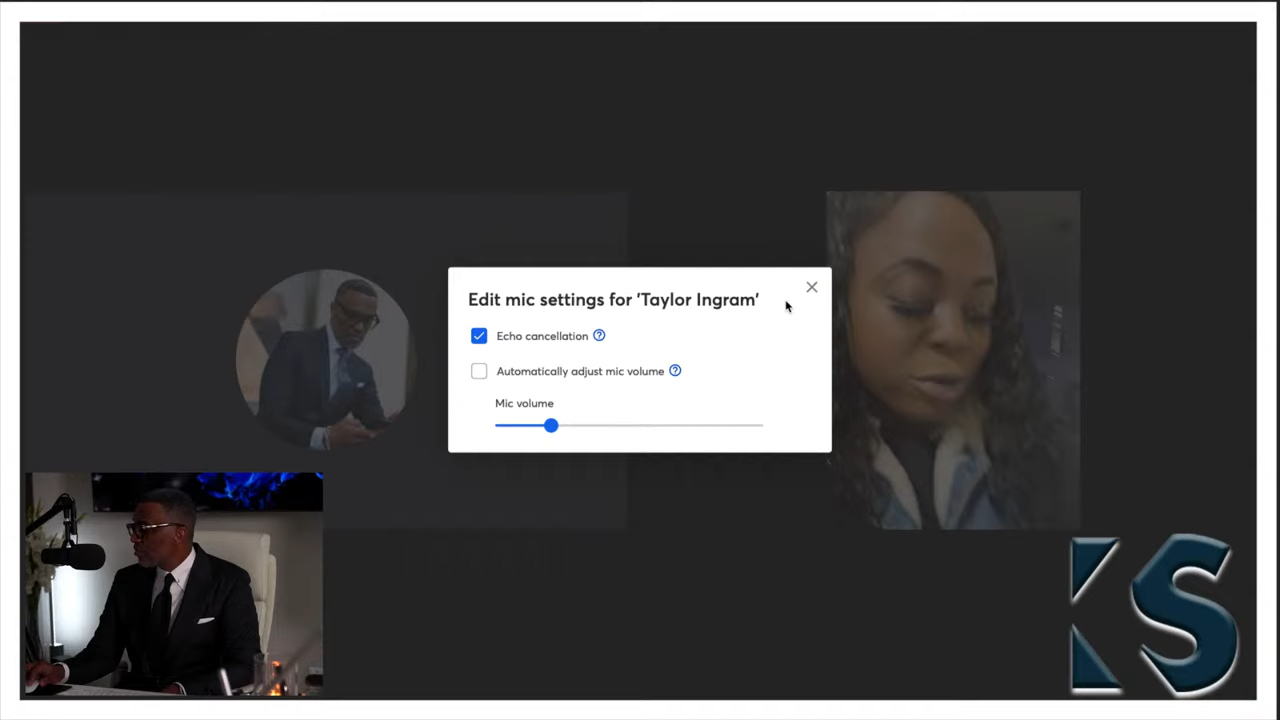 Edit mic settings for 'Taylor Ingram'
Echo cancellation
Automatically adjust mic volume
Mic volume
KS